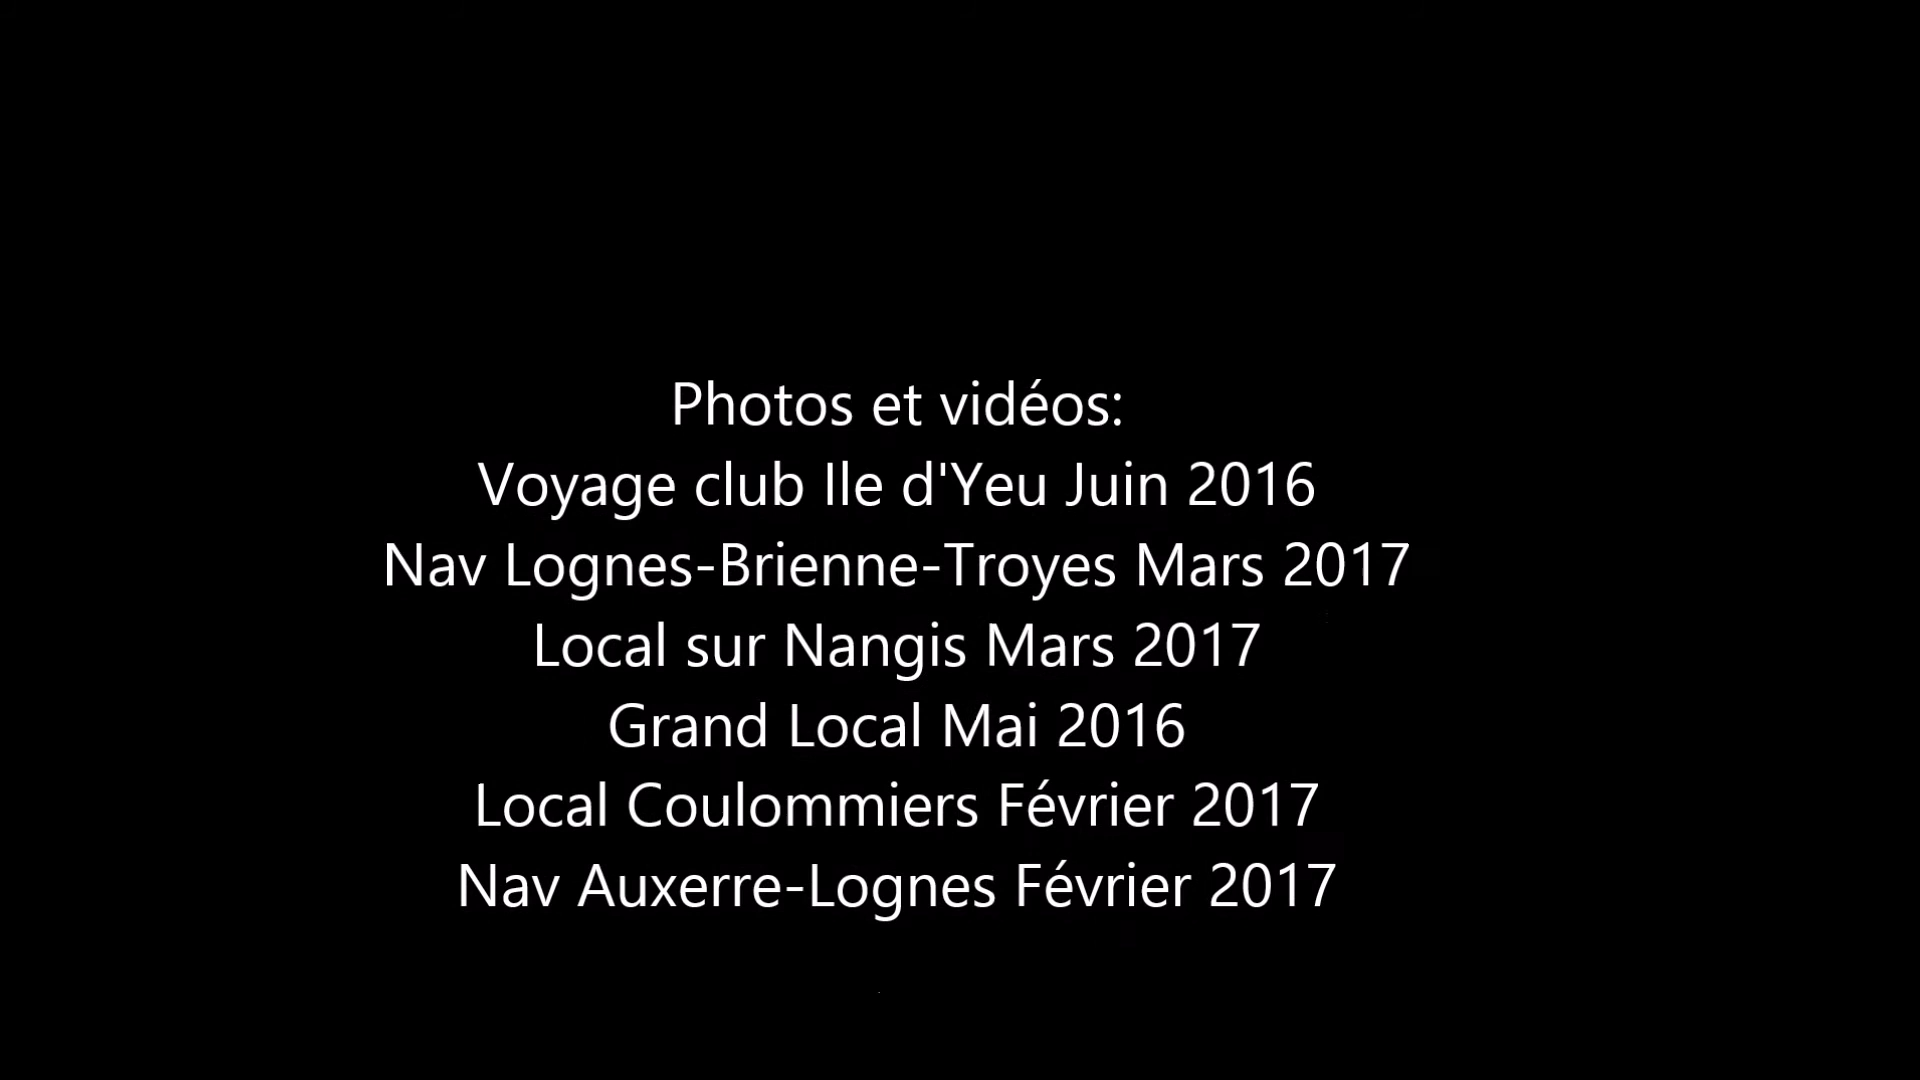 Photos et vidéos:
Voyage club Ile d'Yeu Juin 2016
Nav Lognes-Brienne-Troyes Mars 2017
Local sur Nangis Mars 2017
Grand Local Mai 2016
Local Coulommiers Février 2017
Nav Auxerre-Lognes Février 2017